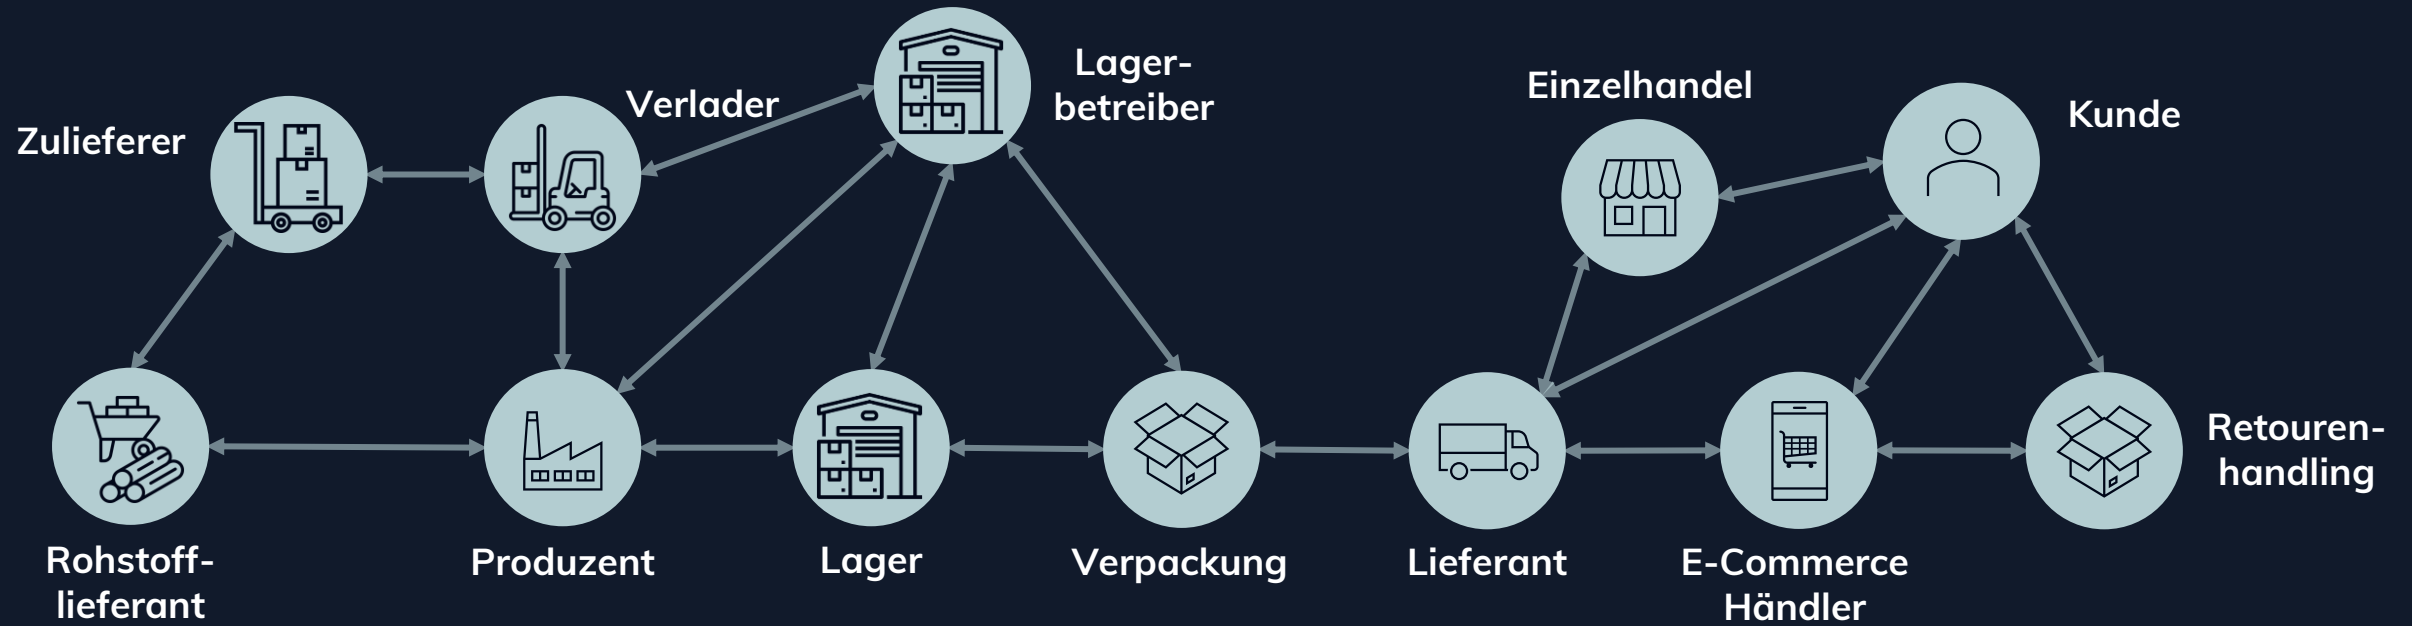 Zulieferer
Verlader
Lager-
betreiber
Einzelhandel
Kunde
Rohstoff-
lieferant
Produzent
Lager
Verpackung
Lieferant
E-Commerce
Händler
Retouren-
handling